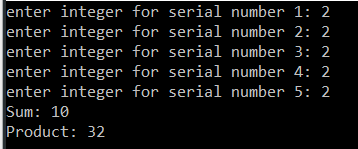 enter integer for serial number 1: 2
enter integer for serial number 2: 2
enter integer for serial number 3: 2
enter integer for serial number 4: 2
enter integer for serial number 5: 2
Sum: 10
Product: 32